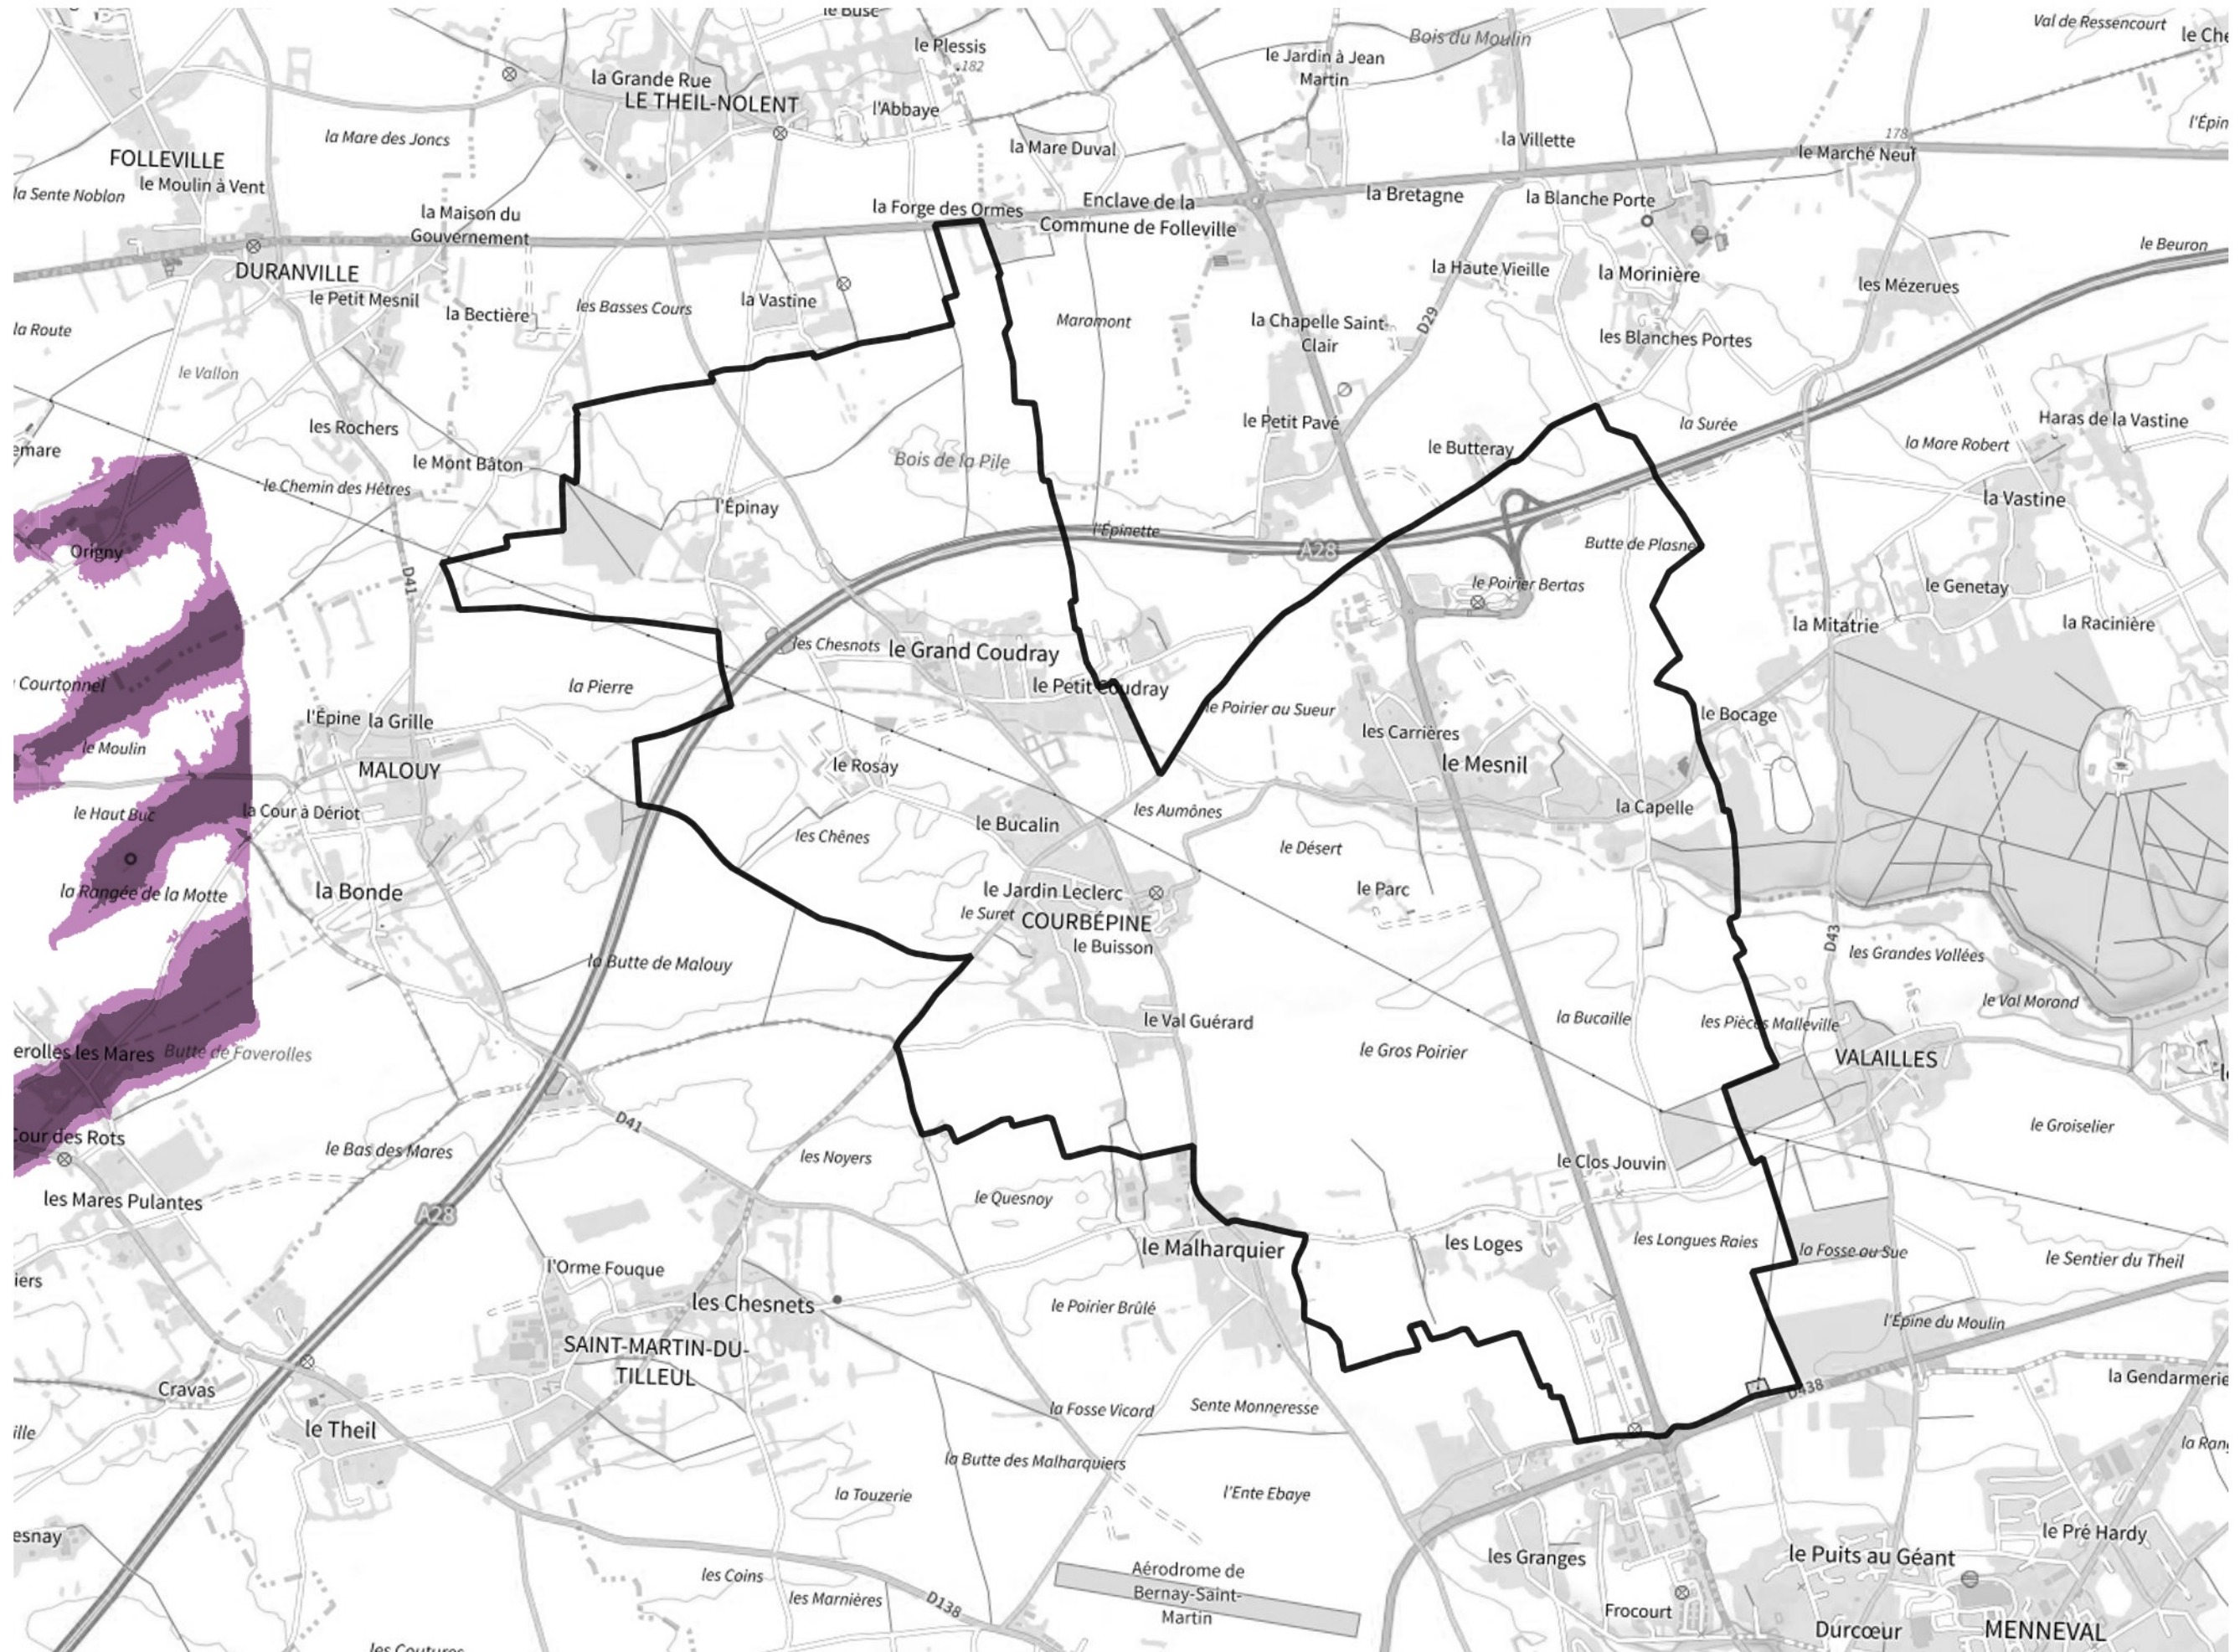 le Busc
Val de Ressencourt
Bois du Moulin
le Plessis
182
le Jardin à Jean
Martin
la Grande Rue
LE THEIL-NOLENT
l'Abbaye
la Mare des Joncs
la Mare Duval
la Villette
178
le Marché Neuf
FOLLEVILLE
le Moulin à Vent
la Sente Noblon
la Maison du
Gouvernement
la Forge des Ormes
Enclave de la
Commune de Folleville
la Bretagne
la Blanche Porte
le Beuron
DURANVILLE
le Petit Mesnil
la Bectière
les Basses Cours
la Vastine
Maramont
la Haute Vieille
la Morinière
les Mézerues
la Route
la Chapelle Saint-
Clair
D29
les Blanches Portes
le Vallon
les Rochers
le Petit Pavé
le Butteray
la Surée
Haras de la Vastine
la Mare Robert
emare
le Mont Bâton
Bois de la Pile
le Chemin des Hêtres
l'Épinay
la Vastine
Origny
l'Épinette
A28
Butte de Plasnes
D41
le Poirier Bertas
le Genetay
la Mitatrie
la Racinière
les Chesnots
le Grand Coudray
Courtonnel
la Pierre
le Petit Coudray
le Poirier au Sueur
le Bocage
l'Épine
la Grille
le Moulin
MALOUY
les Carrières
le Mesnil
le Rosay
le Haut Buc
la Cour à Dériot
les Aumônes
la Capelle
le Bucalin
les Chênes
le Désert
la Rangée de la Motte
la Bonde
le Jardin Leclerc
le Parc
le Suret
COURBÉPINE
le Buisson
D43
les Grandes Vallées
la Butte de Malouy
le Val Morand
le Val Guérard
la Bucaille
les Pièces Malleville
erolles les Mares
Butte de Faverolles
le Gros Poirier
VALAILLES
D41
le Groiselier
Cour des Rots
le Bas des Mares
les Noyers
le Clos Jouvin
les Mares Pulantes
le Quesnoy
A28
le Malharquier
les Loges
les Longues Raies
la Fosse au Sue
le Sentier du Theil
iers
l'Orme Fouque
les Chesnets
le Poirier Brûlé
l'Épine du Moulin
SAINT-MARTIN-DU-
TILLEUL
Cravas
D438
la Gendarmerie
le Theil
la Fosse Vicard
Sente Monneresse
ille
la Butte des Malharquiers
la Touzerie
l'Ente Ebaye
esnay
le Pré Hardy
les Granges
le Puits au Géant
les Coins
Aérodrome de
Bernay-Saint-
Martin
les Marnières
D138
Frocourt
Durcœur
MENNEVAL
les Coutures